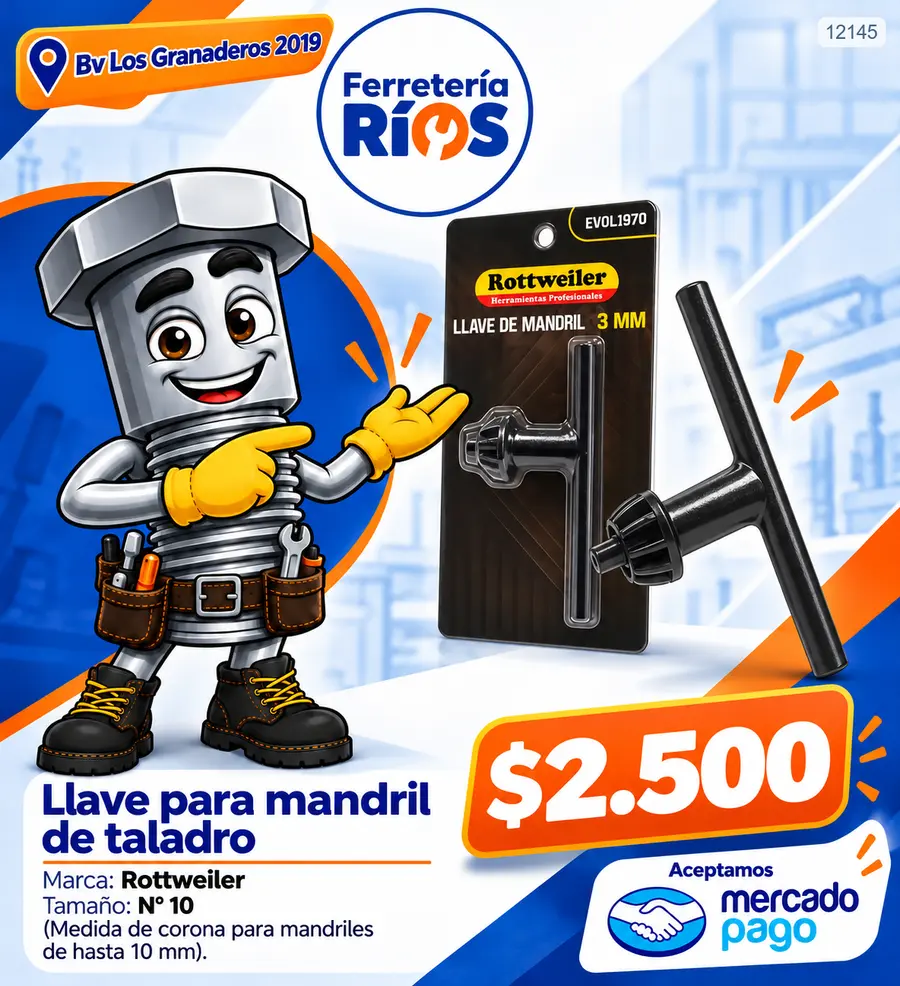 Bv Los Granaderos 2019
12145
Ferretería
RÍOS
EVOL1970
Rottweiler
Herramientas Profesionales
LLAVE DE MANDRIL 3 MM
$2.500
Llave para mandril
de taladro
Marca: Rottweiler
Tamaño: N° 10
(Medida de corona para mandriles
de hasta 10 mm).
Aceptamos
mercado
pago